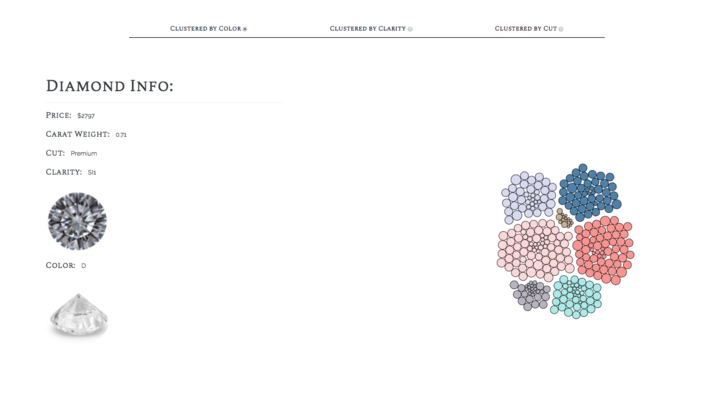 Clustered by Color Clustered by Clarity Clustered by Cut
Diamond Info:
Price: $2797
Carat Weight: 0.71
Cut: Premium
Clarity: SI1
Color: D